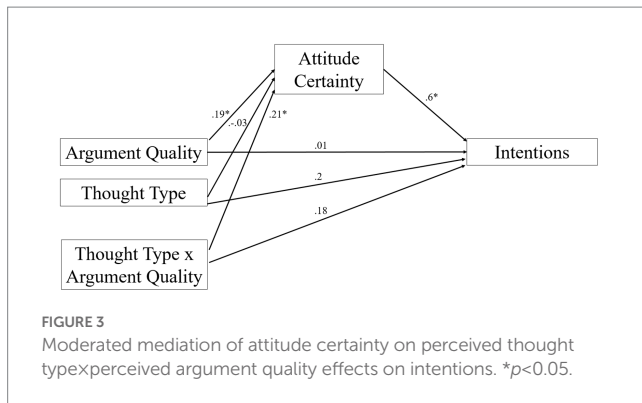 Attitude
Certainty
.19*
.-.03
.21*
.6*
Argument Quality
.01
Intentions
Thought Type
.2
.18
Thought Type x
Argument Quality
FIGURE 3
Moderated mediation of attitude certainty on perceived thought
type×perceived argument quality effects on intentions. *p<0.05.